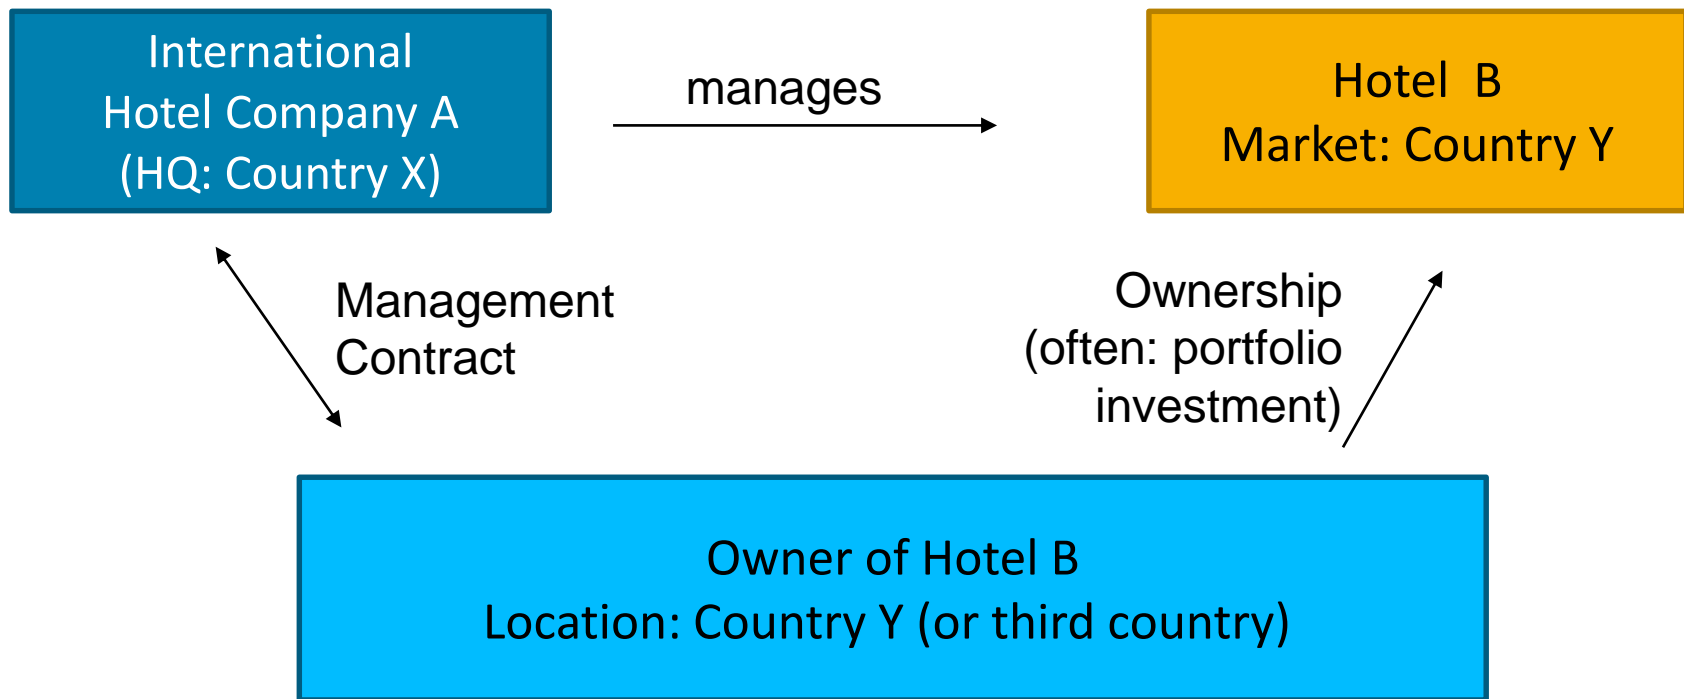 International
Hotel Company A
(HQ: Country X)
manages
Hotel  B
Market: Country Y
Management
Contract
Ownership
(often: portfolio
investment)
Owner of Hotel B
Location: Country Y (or third country)